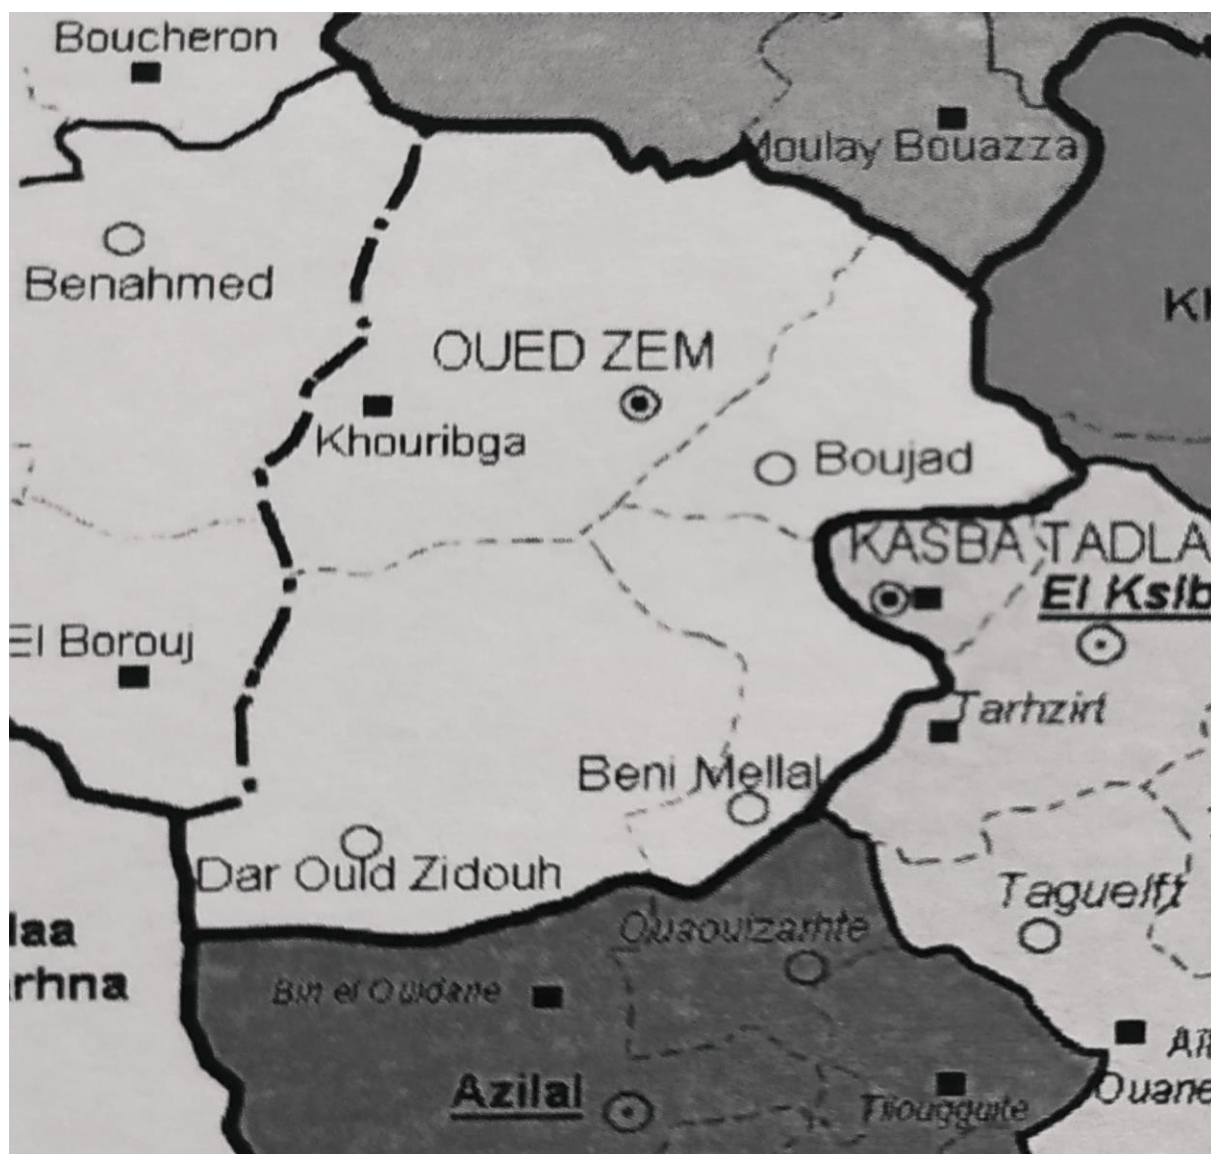 Boucheron
Moulay Bouazza
Benahmed
OUED ZEM
Khouribga
Boujad
KASBA TADLA
El Ksib
El Borouj
Tarhzirt
Beni Mellal
Dar Ould Zidouh
Taguelft
laa
rhna
Ouaouizarhte
Bin el Ouidane
Azilal
Tilougguite
Ouane